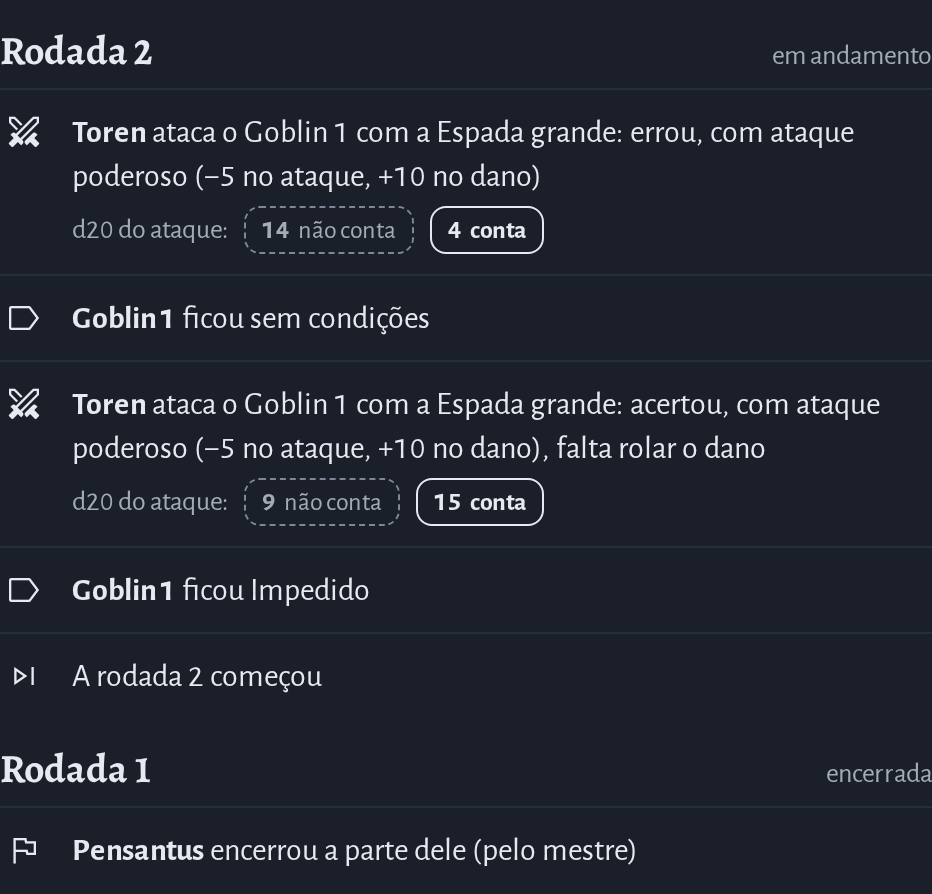 Rodada 2
em andamento
Toren ataca o Goblin 1 com a Espada grande: errou, com ataque
poderoso (−5 no ataque, +10 no dano)
d20 do ataque: 14 não conta 4 conta
Goblin 1 ficou sem condições
Toren ataca o Goblin 1 com a Espada grande: acertou, com ataque
poderoso (−5 no ataque, +10 no dano), falta rolar o dano
d20 do ataque: 9 não conta 15 conta
Goblin 1 ficou Impedido
A rodada 2 começou
Rodada 1
encerrada
Pensantus encerrou a parte dele (pelo mestre)